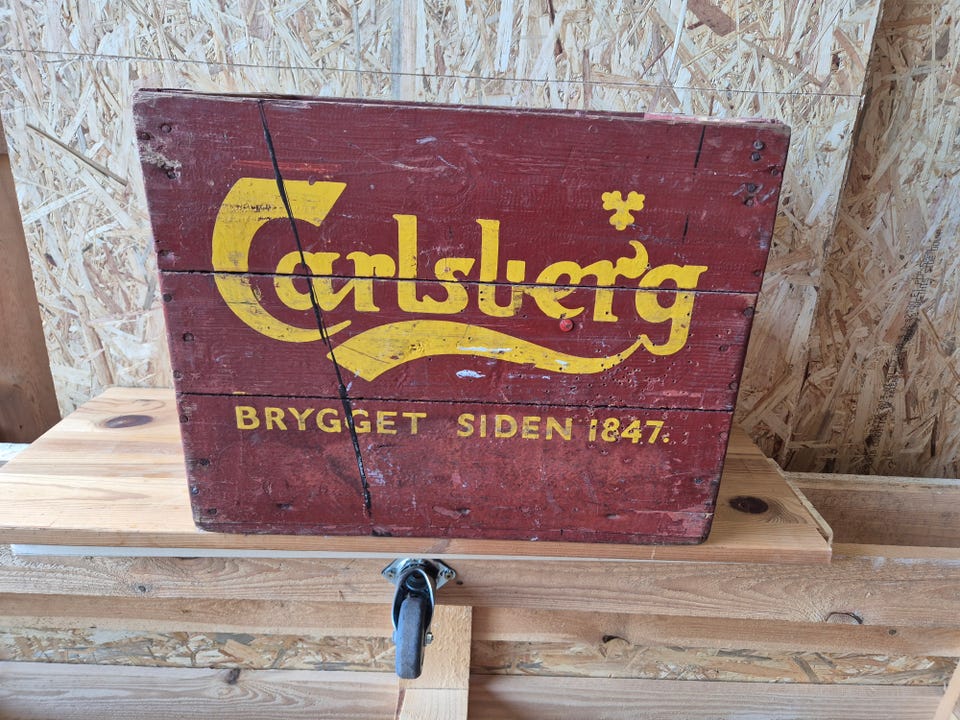 Carlsberg
BRYGGET SIDEN 1847.